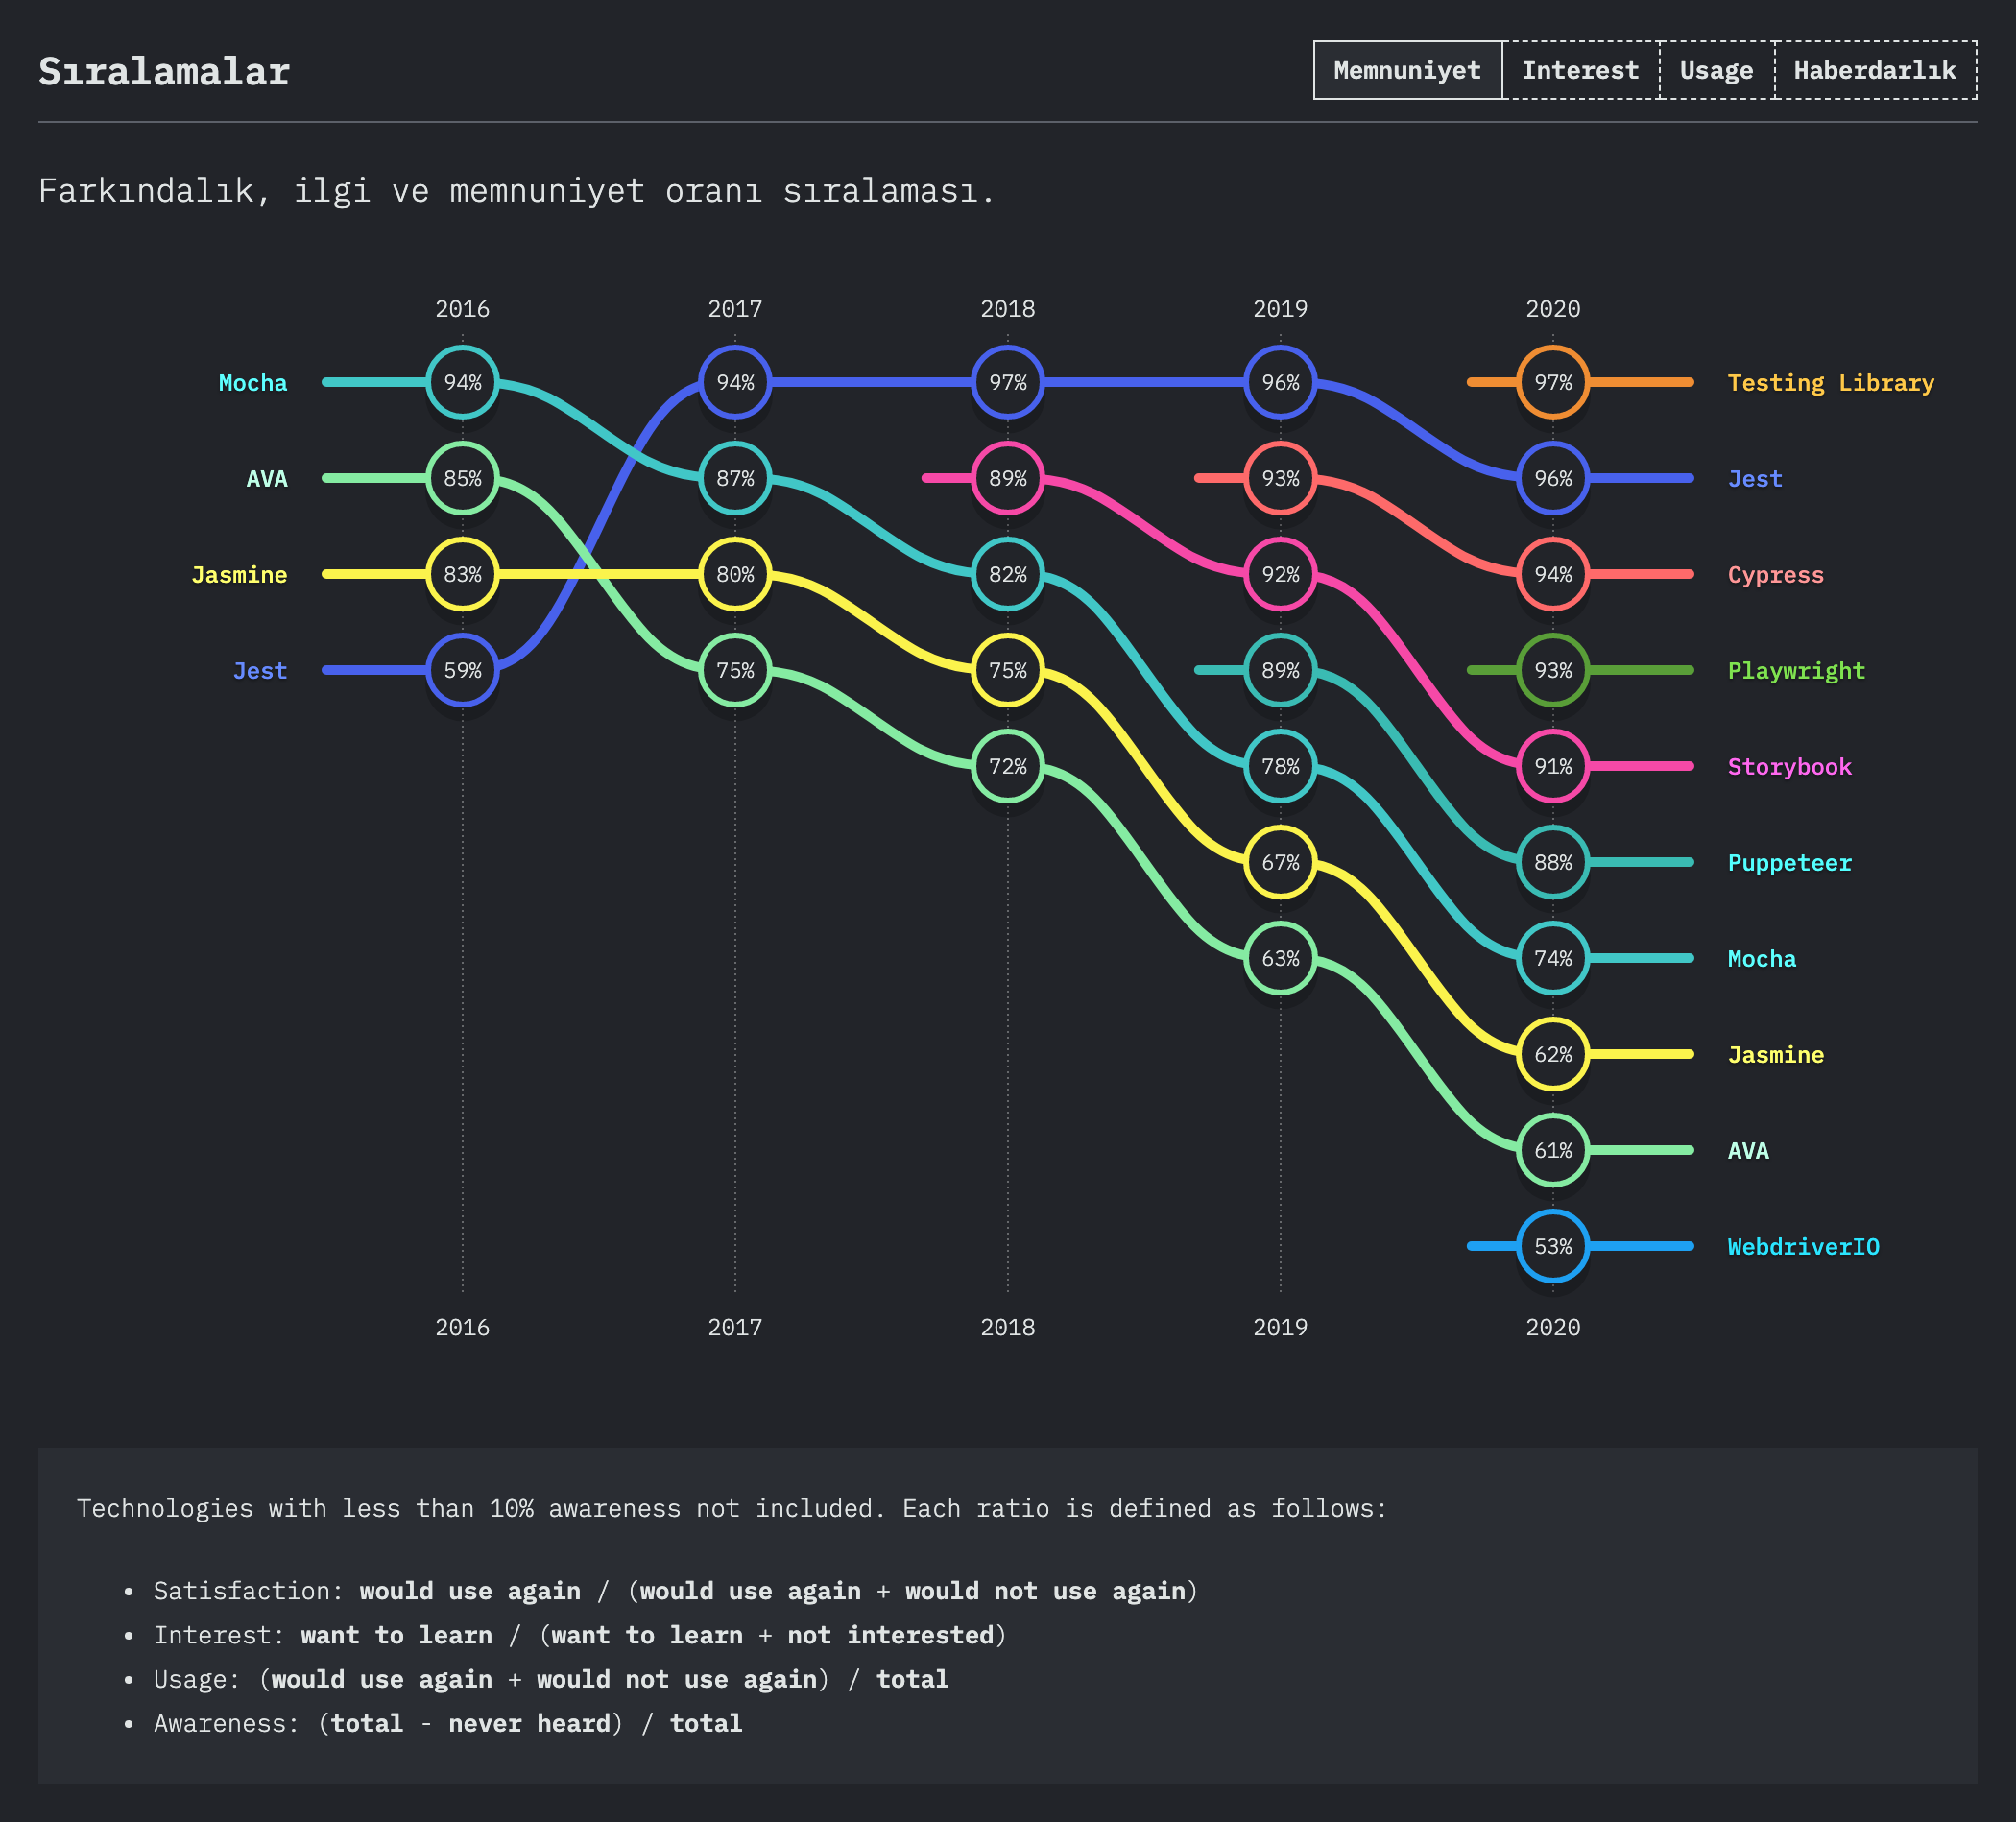 Sıralamalar
Memnuniyet Interest Usage Haberdarlık
Farkındalık, ilgi ve memnuniyet oranı sıralaması.
2016 2017 2018 2019 2020
Mocha 94% 94% 97% 96% 97% Testing Library
AVA 85% 87% 89% 93% 96% Jest
Jasmine 83% 80% 82% 92% 94% Cypress
Jest 59% 75% 75% 89% 93% Playwright
72% 78% 91% Storybook
67% 88% Puppeteer
63% 74% Mocha
62% Jasmine
61% AVA
53% WebdriverIO
2016 2017 2018 2019 2020
Technologies with less than 10% awareness not included. Each ratio is defined as follows:
• Satisfaction: would use again / (would use again + would not use again)
• Interest: want to learn / (want to learn + not interested)
• Usage: (would use again + would not use again) / total
• Awareness: (total - never heard) / total